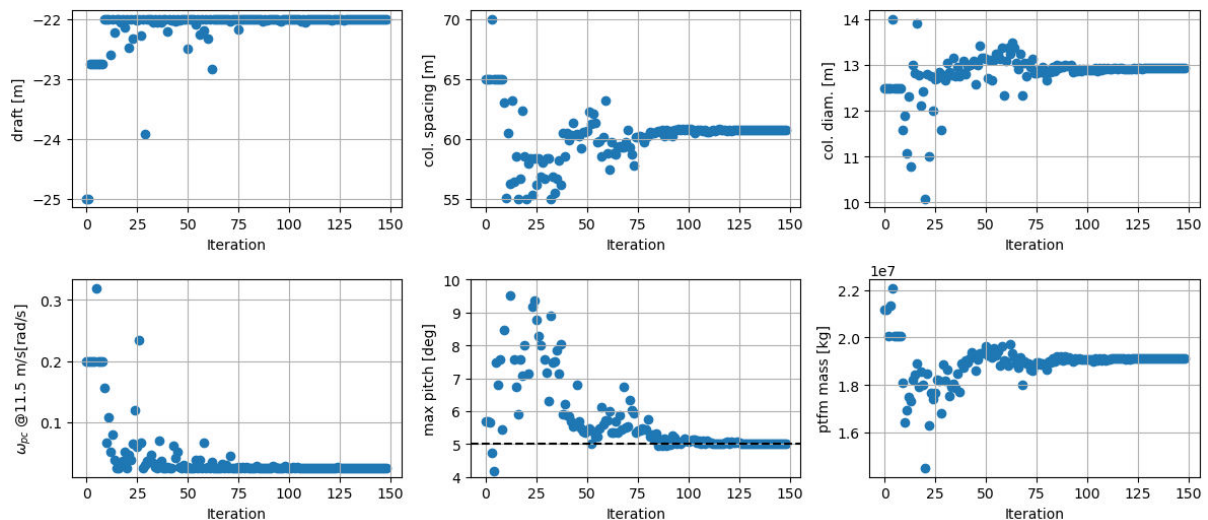 −22
−23
−24
−25
draft [m]
0 25 50 75 100 125 150
Iteration
70
65
60
55
col. spacing [m]
0 25 50 75 100 125 150
Iteration
14
13
12
11
10
col. diam. [m]
0 25 50 75 100 125 150
Iteration
0.3
0.2
0.1
ω_pc @11.5 m/s[rad/s]
0 25 50 75 100 125 150
Iteration
10
9
8
7
6
5
4
max pitch [deg]
0 25 50 75 100 125 150
Iteration
1e7
2.2
2.0
1.8
1.6
ptfm mass [kg]
0 25 50 75 100 125 150
Iteration